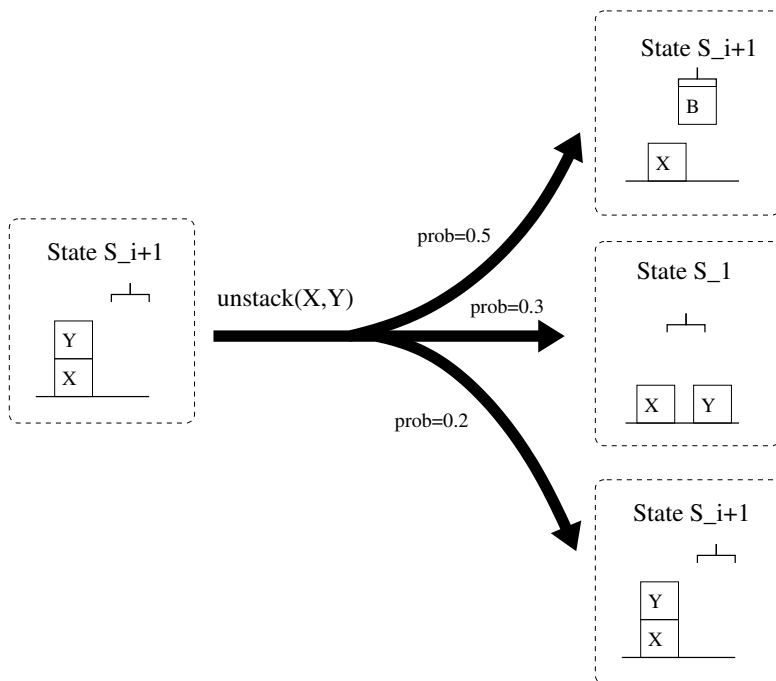 State S_i+1
Y
X
unstack(X,Y)
prob=0.5
prob=0.3
prob=0.2
State S_i+1
B
X
State S_1
X Y
State S_i+1
Y
X